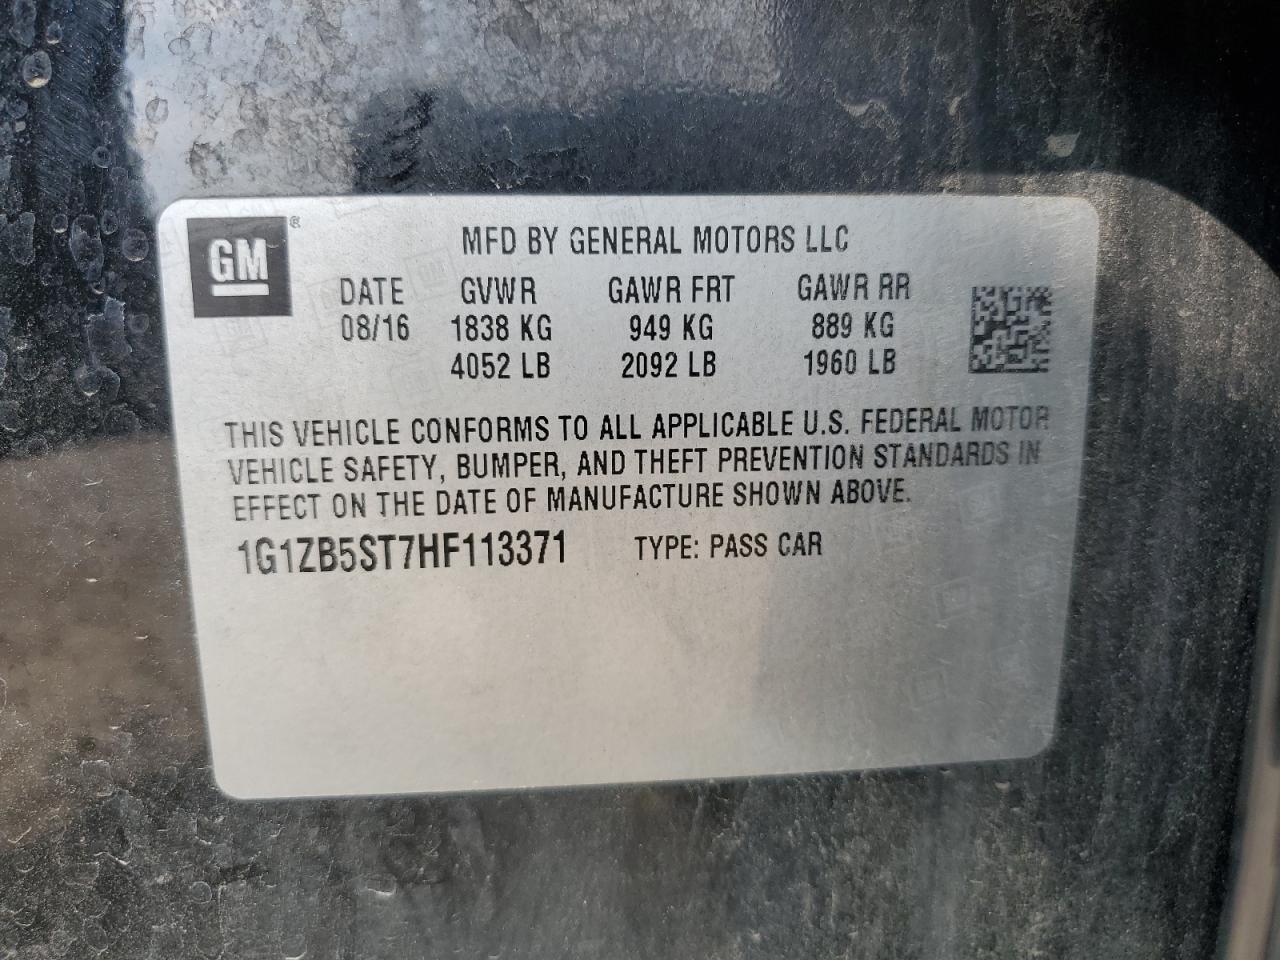 GM®
MFD BY GENERAL MOTORS LLC
DATE GVWR GAWR FRT GAWR RR
08/16 1838 KG 949 KG 889 KG
4052 LB 2092 LB 1960 LB
THIS VEHICLE CONFORMS TO ALL APPLICABLE U.S. FEDERAL MOTOR
VEHICLE SAFETY, BUMPER, AND THEFT PREVENTION STANDARDS IN
EFFECT ON THE DATE OF MANUFACTURE SHOWN ABOVE.
1G1ZB5ST7HF113371 TYPE: PASS CAR